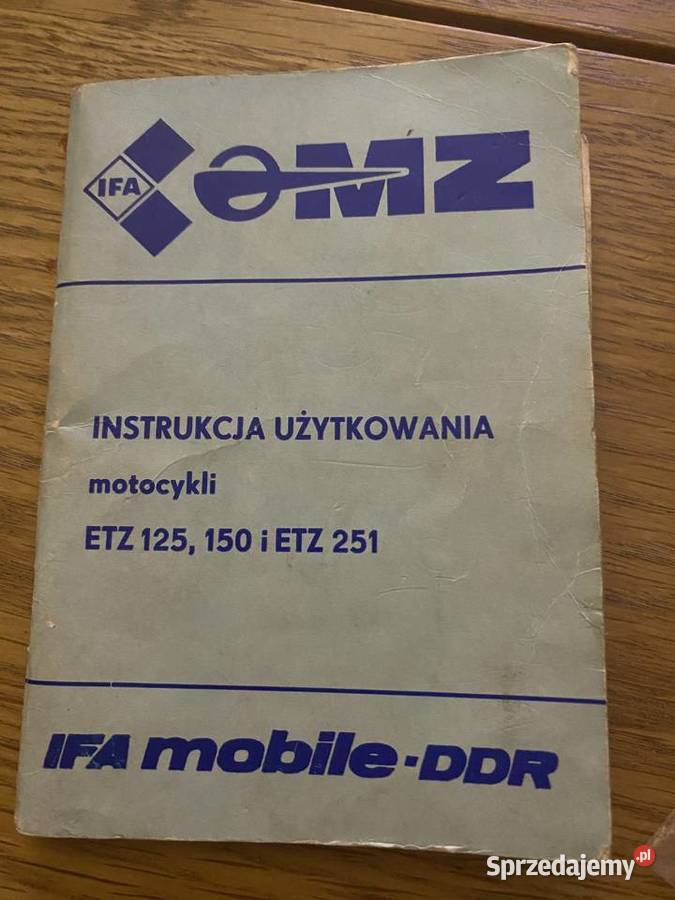 IFA MZ
INSTRUKCJA UŻYTKOWANIA
motocykli
ETZ 125, 150 i ETZ 251
IFA mobile·DDR
Sprzedajemy.pl